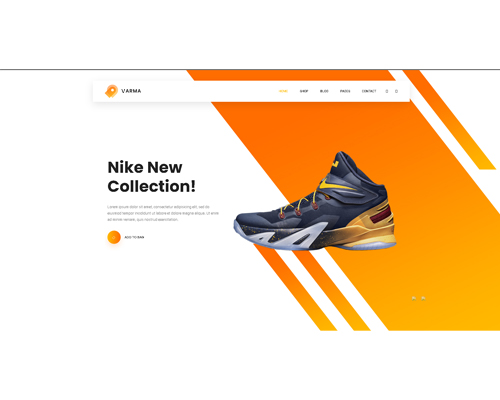 VARMA
HOME SHOP BLOG PAGES CONTACT
Nike New
Collection!
Lorem ipsum dolor sit amet, consectetur adipisicing elit, sed do
eiusmod tempor incididunt ut labore et dolore magna aliqua. Ut enim
ad minim veniam, quis nostrud exercitation.
ADD TO BAG